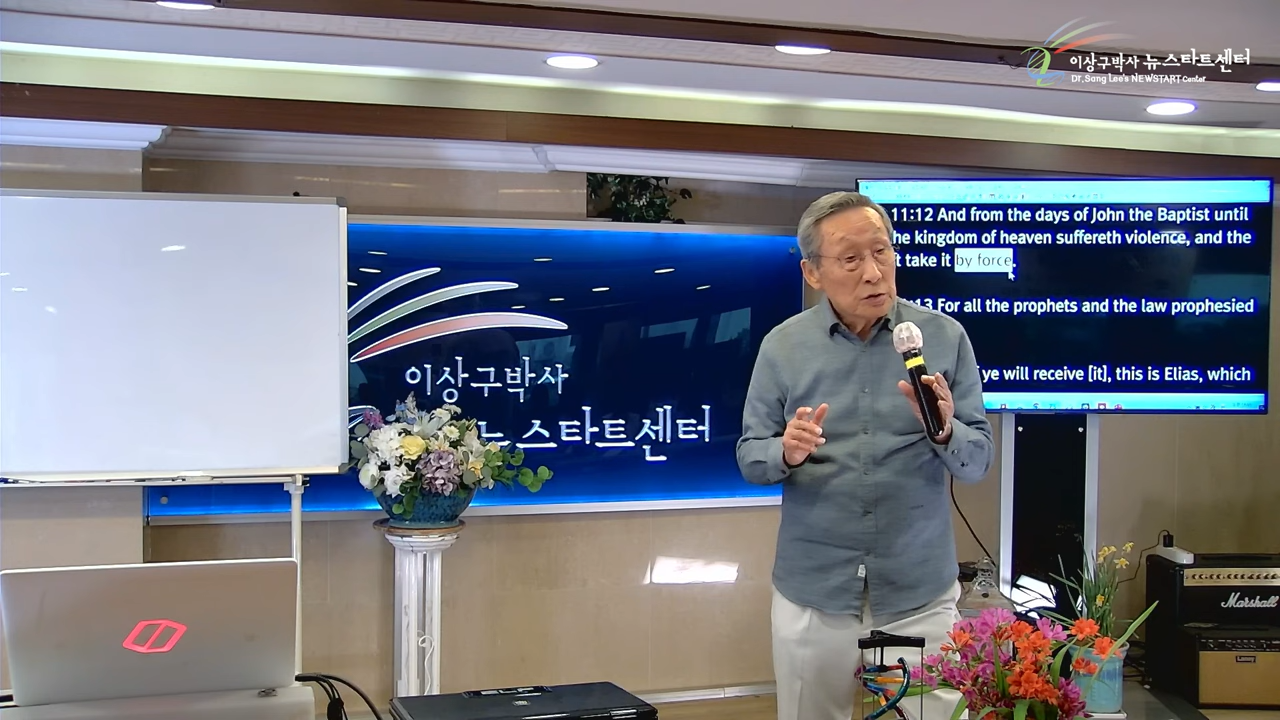 이상구박사 뉴스타트센터
Dr. Sang Lee's NEWSTART Center
11:12 And from the days of John the Baptist until
he kingdom of heaven suffereth violence, and the
t take it by force.
13 For all the prophets and the law prophesied
ye will receive [it], this is Elias, which
이상구박사
뉴스타트센터
Marshall
Laney